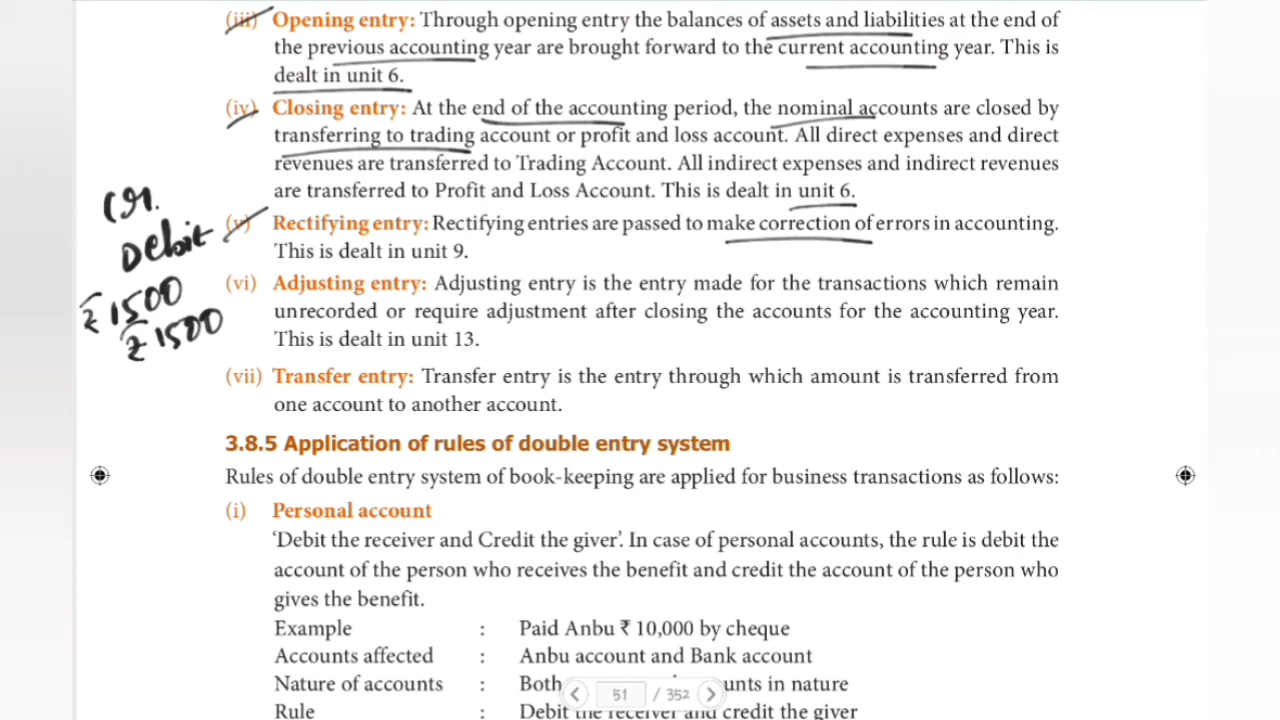 (iii) Opening entry: Through opening entry the balances of assets and liabilities at the end of
the previous accounting year are brought forward to the current accounting year. This is
dealt in unit 6.
(iv) Closing entry: At the end of the accounting period, the nominal accounts are closed by
transferring to trading account or profit and loss account. All direct expenses and direct
revenues are transferred to Trading Account. All indirect expenses and indirect revenues
are transferred to Profit and Loss Account. This is dealt in unit 6.
Debit
₹ 1500
₹ 1500
(v) Rectifying entry: Rectifying entries are passed to make correction of errors in accounting.
This is dealt in unit 9.
(vi) Adjusting entry: Adjusting entry is the entry made for the transactions which remain
unrecorded or require adjustment after closing the accounts for the accounting year.
This is dealt in unit 13.
(vii) Transfer entry: Transfer entry is the entry through which amount is transferred from
one account to another account.
3.8.5 Application of rules of double entry system
Rules of double entry system of book-keeping are applied for business transactions as follows:
(i) Personal account
‘Debit the receiver and Credit the giver’. In case of personal accounts, the rule is debit the
account of the person who receives the benefit and credit the account of the person who
gives the benefit.
Example : Paid Anbu ₹ 10,000 by cheque
Accounts affected : Anbu account and Bank account
Nature of accounts : Both unts in nature
Rule : Debit the receiver and credit the giver
51 / 352